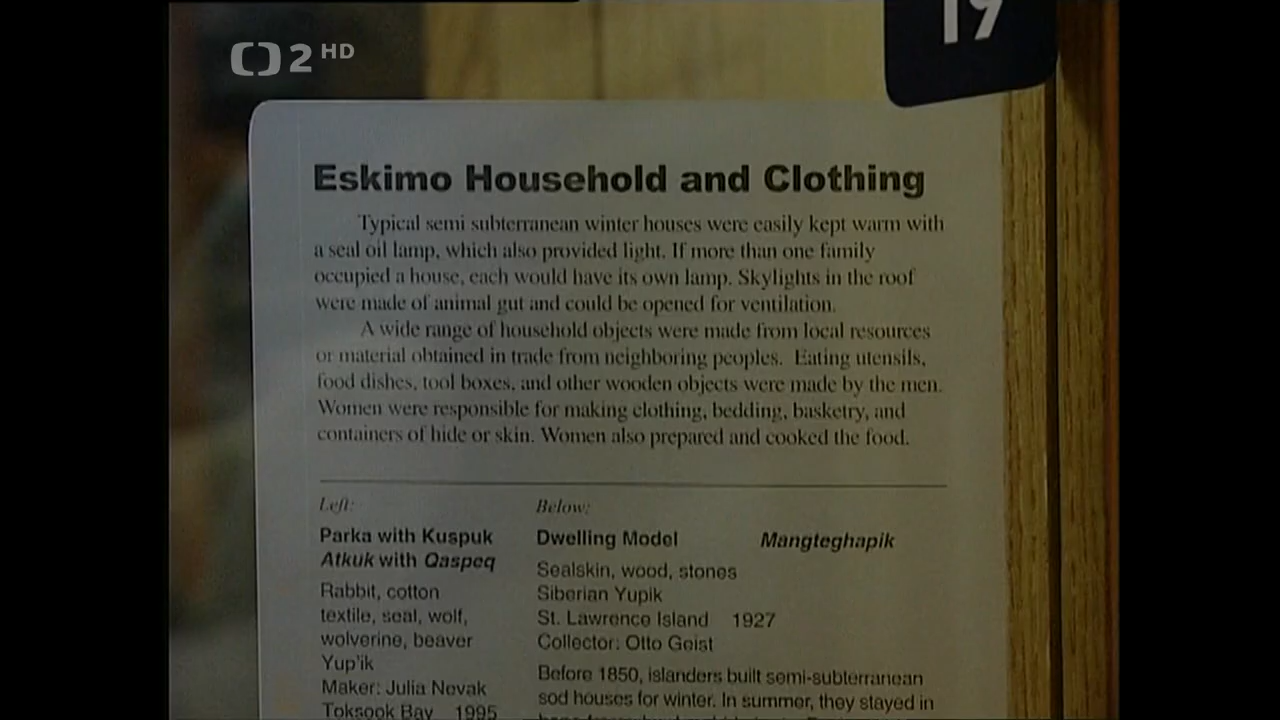 2 HD
19
Eskimo Household and Clothing
Typical semi subterranean winter houses were easily kept warm with
a seal oil lamp, which also provided light. If more than one family
occupied a house, each would have its own lamp. Skylights in the roof
were made of animal gut and could be opened for ventilation.
A wide range of household objects were made from local resources
or material obtained in trade from neighboring peoples. Eating utensils,
food dishes, tool boxes, and other wooden objects were made by the men.
Women were responsible for making clothing, bedding, basketry, and
containers of hide or skin. Women also prepared and cooked the food.
Left:
Parka with Kuspuk
Atkuk with Qaspeq
Rabbit, cotton
textile, seal, wolf,
wolverine, beaver
Yup'ik
Maker: Julia Nevak
Toksook Bay 1995
Below:
Dwelling Model Mangteghapik
Sealskin, wood, stones
Siberian Yupik
St. Lawrence Island 1927
Collector: Otto Geist
Before 1850, islanders built semi-subterranean
sod houses for winter. In summer, they stayed in